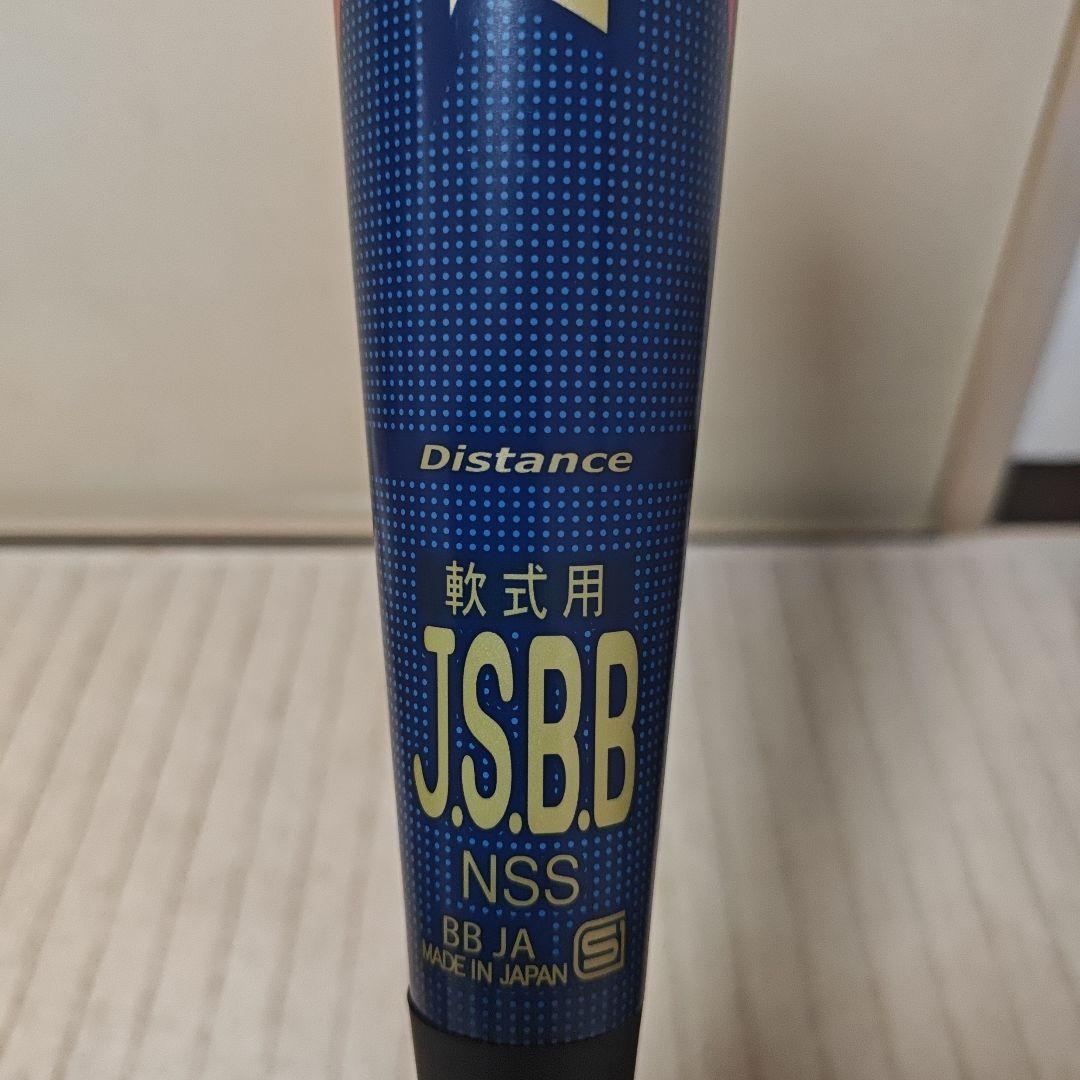 Distance
軟式用
J.S.B.B
NSS
BB JA
MADE IN JAPAN S